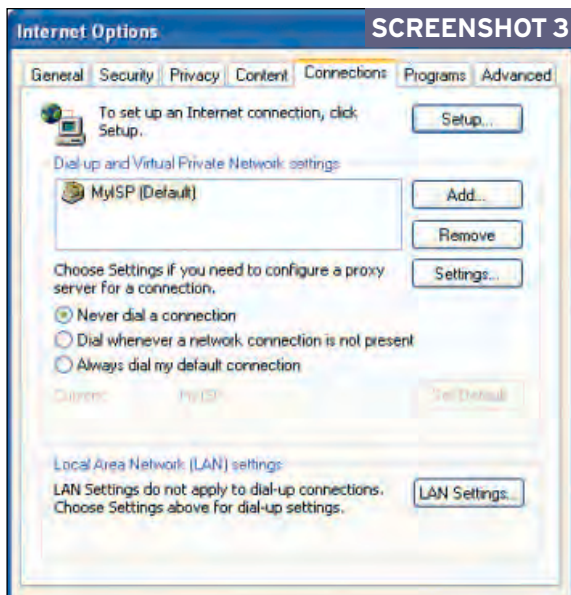 Internet Options
SCREENSHOT 3
General Security Privacy Content Connections Programs Advanced
To set up an Internet connection, click
Setup.
Setup...
Dial-up and Virtual Private Network settings
MyISP (Default)
Add...
Remove
Choose Settings if you need to configure a proxy
server for a connection.
Settings...
Never dial a connection
Dial whenever a network connection is not present
Always dial my default connection
Current: MyISP
Set Default
Local Area Network (LAN) settings
LAN Settings do not apply to dial-up connections.
Choose Settings above for dial-up settings.
LAN Settings...